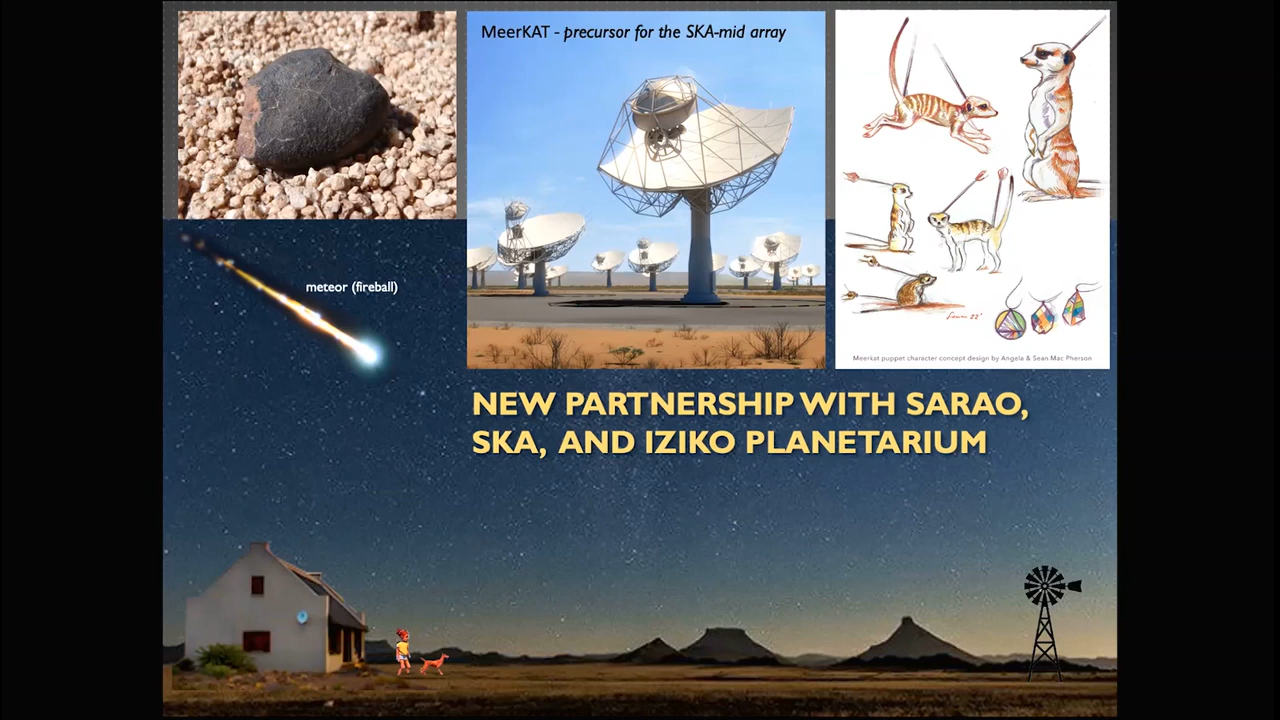 MeerKAT - precursor for the SKA-mid array
meteor (fireball)
Meerkat puppet character concept design by Angela & Sean Mac Pherson
NEW PARTNERSHIP WITH SARAO,
SKA, AND IZIKO PLANETARIUM